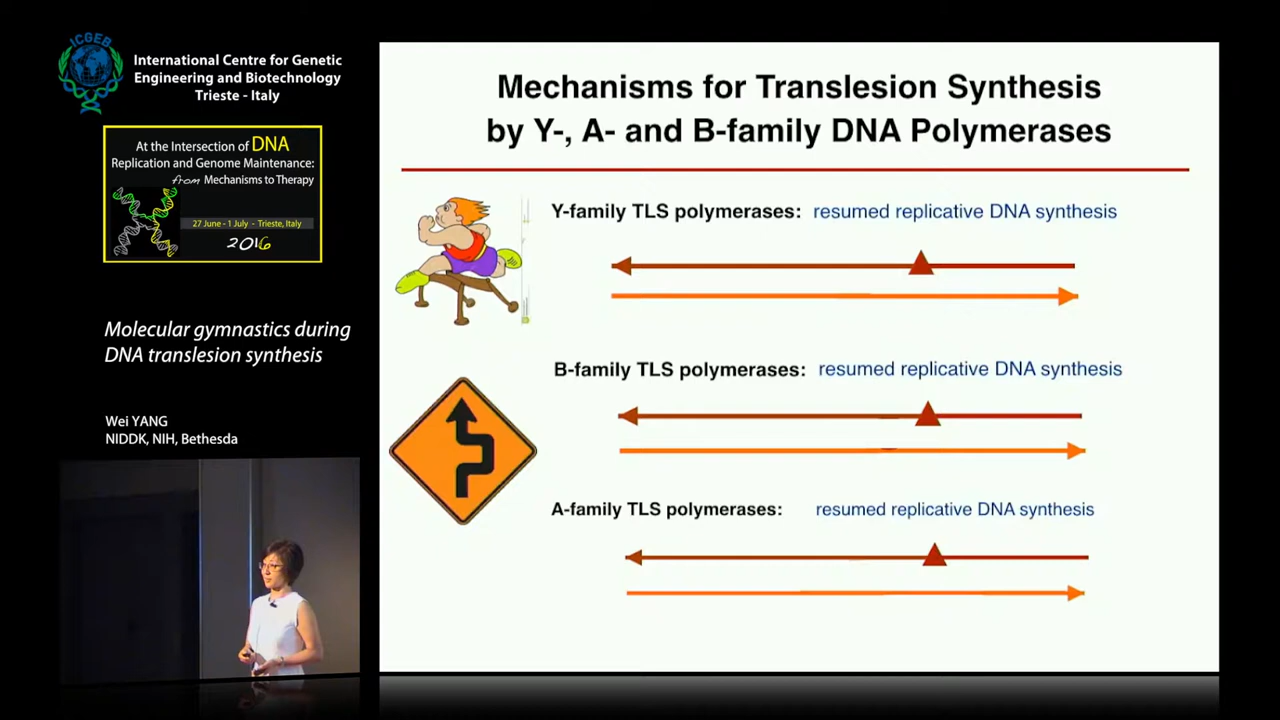 ICGEB
International Centre for Genetic
Engineering and Biotechnology
Trieste - Italy
At the Intersection of DNA
Replication and Genome Maintenance:
from Mechanisms to Therapy
27 June - 1 July - Trieste, Italy
2016
Molecular gymnastics during
DNA translesion synthesis
Wei YANG
NIDDK, NIH, Bethesda
Mechanisms for Translesion Synthesis
by Y-, A- and B-family DNA Polymerases
Y-family TLS polymerases: resumed replicative DNA synthesis
B-family TLS polymerases: resumed replicative DNA synthesis
A-family TLS polymerases: resumed replicative DNA synthesis